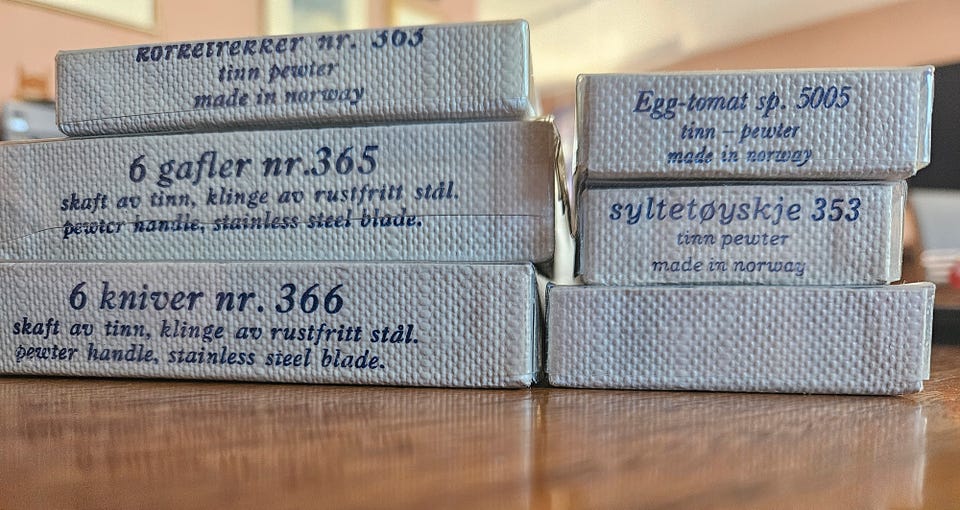 Korketrekker nr. 363
tinn pewter
made in norway
6 gafler nr.365
skaft av tinn, klinge av rustfritt stål.
pewter handle, stainless steel blade.
6 kniver nr. 366
skaft av tinn, klinge av rustfritt stål.
pewter handle, stainless steel blade.
Egg-tomat sp. 5005
tinn - pewter
made in norway
syltetøyskje 353
tinn pewter
made in norway